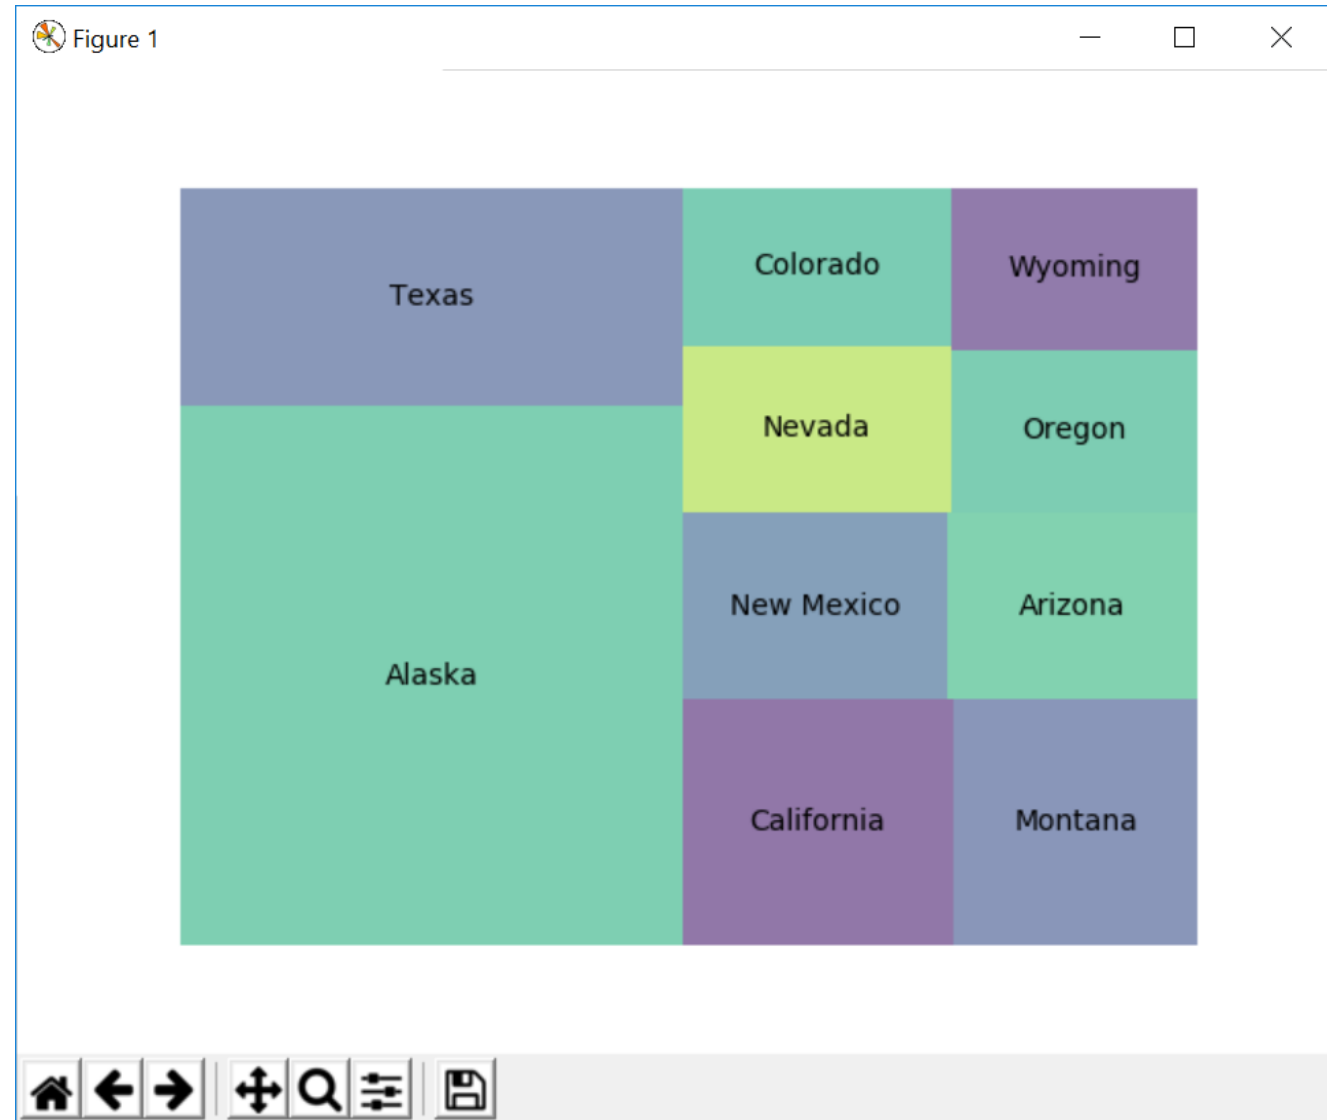 Figure 1
Texas
Colorado
Wyoming
Nevada
Oregon
New Mexico
Arizona
Alaska
California
Montana